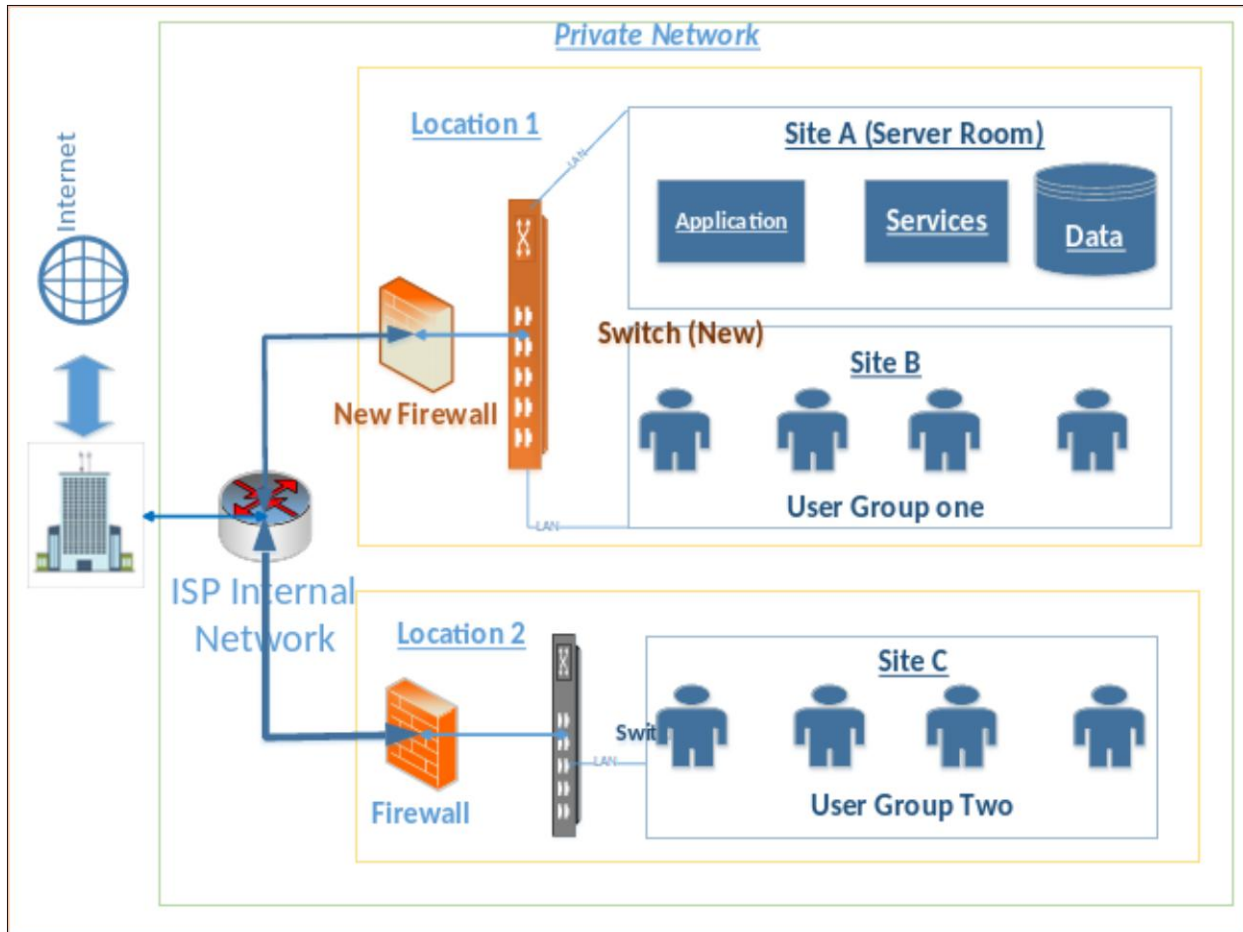 Private Network
Internet
Location 1
LAN
Site A (Server Room)
Application
Services
Data
Switch (New)
New Firewall
Site B
User Group one
LAN
ISP Internal
Network
Location 2
Site C
Swit
LAN
Firewall
User Group Two